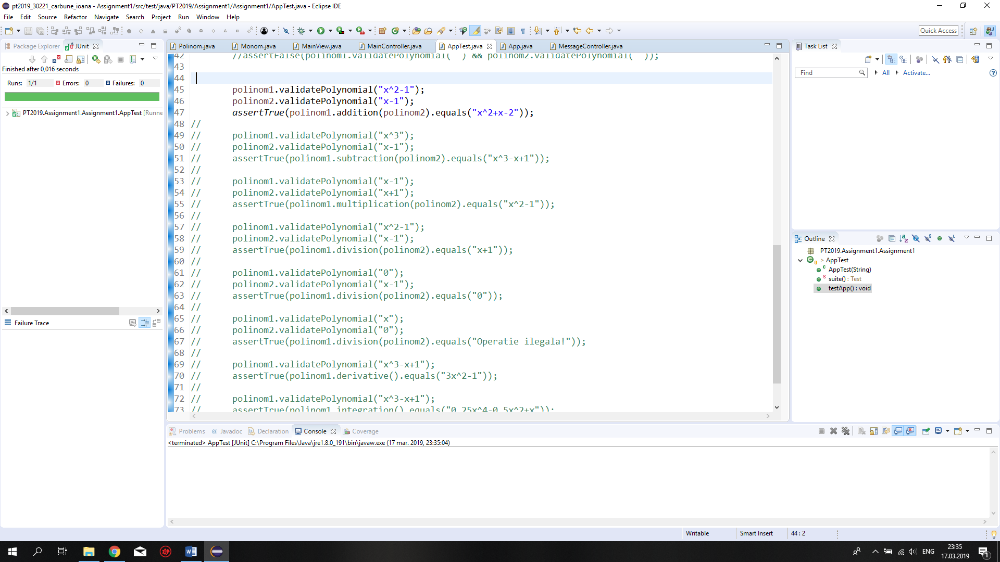 pt2019_30221_carbune_ioana - Assignment1/src/test/java/PT2019/Assignment1/Assignment1/AppTest.java - Eclipse IDE
File Edit Source Refactor Navigate Search Project Run Window Help
Quick Access
Package Explorer JUnit
Finished after 0,016 seconds
Runs: 1/1 Errors: 0 Failures: 0
PT2019.Assignment1.Assignment1.AppTest [Runne
Failure Trace
Polinom.java Monom.java MainView.java MainController.java AppTest.java App.java MessageController.java
42 //assertFalse(polinom1.validatePolynomial( ) && polinom2.validatePolynomial( ));
43
44
45 polinom1.validatePolynomial("x^2-1");
46 polinom2.validatePolynomial("x-1");
47 assertTrue(polinom1.addition(polinom2).equals("x^2+x-2"));
48 //
49 // polinom1.validatePolynomial("x^3");
50 // polinom2.validatePolynomial("x-1");
51 // assertTrue(polinom1.subtraction(polinom2).equals("x^3-x+1"));
52 //
53 // polinom1.validatePolynomial("x-1");
54 // polinom2.validatePolynomial("x+1");
55 // assertTrue(polinom1.multiplication(polinom2).equals("x^2-1"));
56 //
57 // polinom1.validatePolynomial("x^2-1");
58 // polinom2.validatePolynomial("x-1");
59 // assertTrue(polinom1.division(polinom2).equals("x+1"));
60 //
61 // polinom1.validatePolynomial("0");
62 // polinom2.validatePolynomial("x-1");
63 // assertTrue(polinom1.division(polinom2).equals("0"));
64 //
65 // polinom1.validatePolynomial("x");
66 // polinom2.validatePolynomial("0");
67 // assertTrue(polinom1.division(polinom2).equals("Operatie ilegala!"));
68 //
69 // polinom1.validatePolynomial("x^3-x+1");
70 // assertTrue(polinom1.derivative().equals("3x^2-1"));
71 //
72 // polinom1.validatePolynomial("x^3-x+1");
73 // assertTrue(polinom1.integration().equals("0.25x^4-0.5x^2+x"));
Task List
Find All Activate...
Outline
PT2019.Assignment1.Assignment1
> AppTest
AppTest(String)
suite() : Test
testApp() : void
Problems Javadoc Declaration Console Coverage
<terminated> AppTest [JUnit] C:\Program Files\Java\jre1.8.0_191\bin\javaw.exe (17 mar. 2019, 23:35:04)
Writable Smart Insert 44 : 2
ENG
23:35
17.03.2019
1